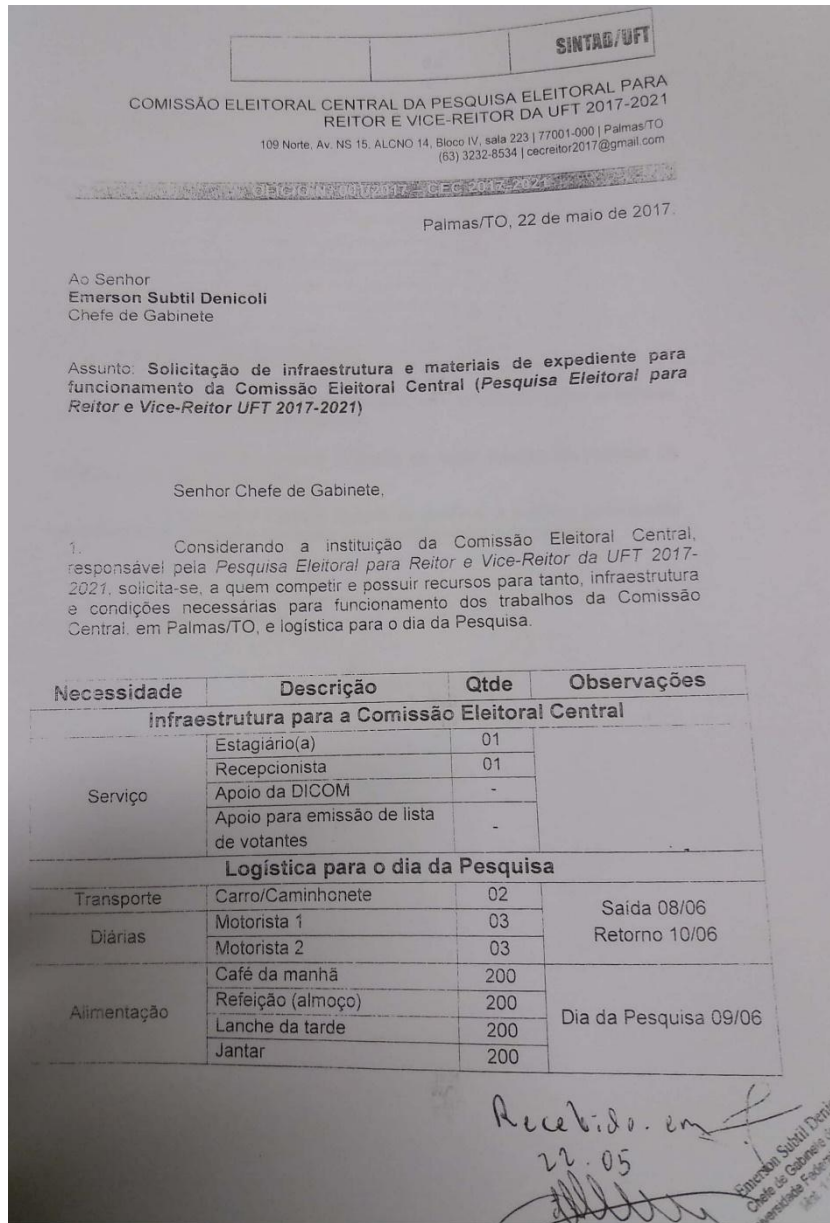 SINTAD/UFT
COMISSÃO ELEITORAL CENTRAL DA PESQUISA ELEITORAL PARA
REITOR E VICE-REITOR DA UFT 2017-2021
109 Norte, Av. NS 15, ALCNO 14, Bloco IV, sala 223 | 77001-000 | Palmas/TO
(63) 3232-8534 | cecreitor2017@gmail.com
OFÍCIO N.º 001/2017 – CEC 2017-2021
Palmas/TO, 22 de maio de 2017.
Ao Senhor
Emerson Subtil Denicoli
Chefe de Gabinete
Assunto: Solicitação de infraestrutura e materiais de expediente para
funcionamento da Comissão Eleitoral Central (Pesquisa Eleitoral para
Reitor e Vice-Reitor UFT 2017-2021)
Senhor Chefe de Gabinete,
1. Considerando a instituição da Comissão Eleitoral Central,
responsável pela Pesquisa Eleitoral para Reitor e Vice-Reitor da UFT 2017-
2021, solicita-se, a quem competir e possuir recursos para tanto, infraestrutura
e condições necessárias para funcionamento dos trabalhos da Comissão
Central, em Palmas/TO, e logística para o dia da Pesquisa.
Necessidade Descrição Qtde Observações
Infraestrutura para a Comissão Eleitoral Central
Serviço
Estagiário(a) 01
Recepcionista 01
Apoio da DICOM -
Apoio para emissão de lista
de votantes -
Logística para o dia da Pesquisa
Transporte Carro/Caminhonete 02
Diárias
Motorista 1 03
Motorista 2 03
Saída 08/06
Retorno 10/06
Alimentação
Café da manhã 200
Refeição (almoço) 200
Lanche da tarde 200
Jantar 200
Dia da Pesquisa 09/06
Recebido em
22.05
Emerson Subtil
Chefe de Gabinete